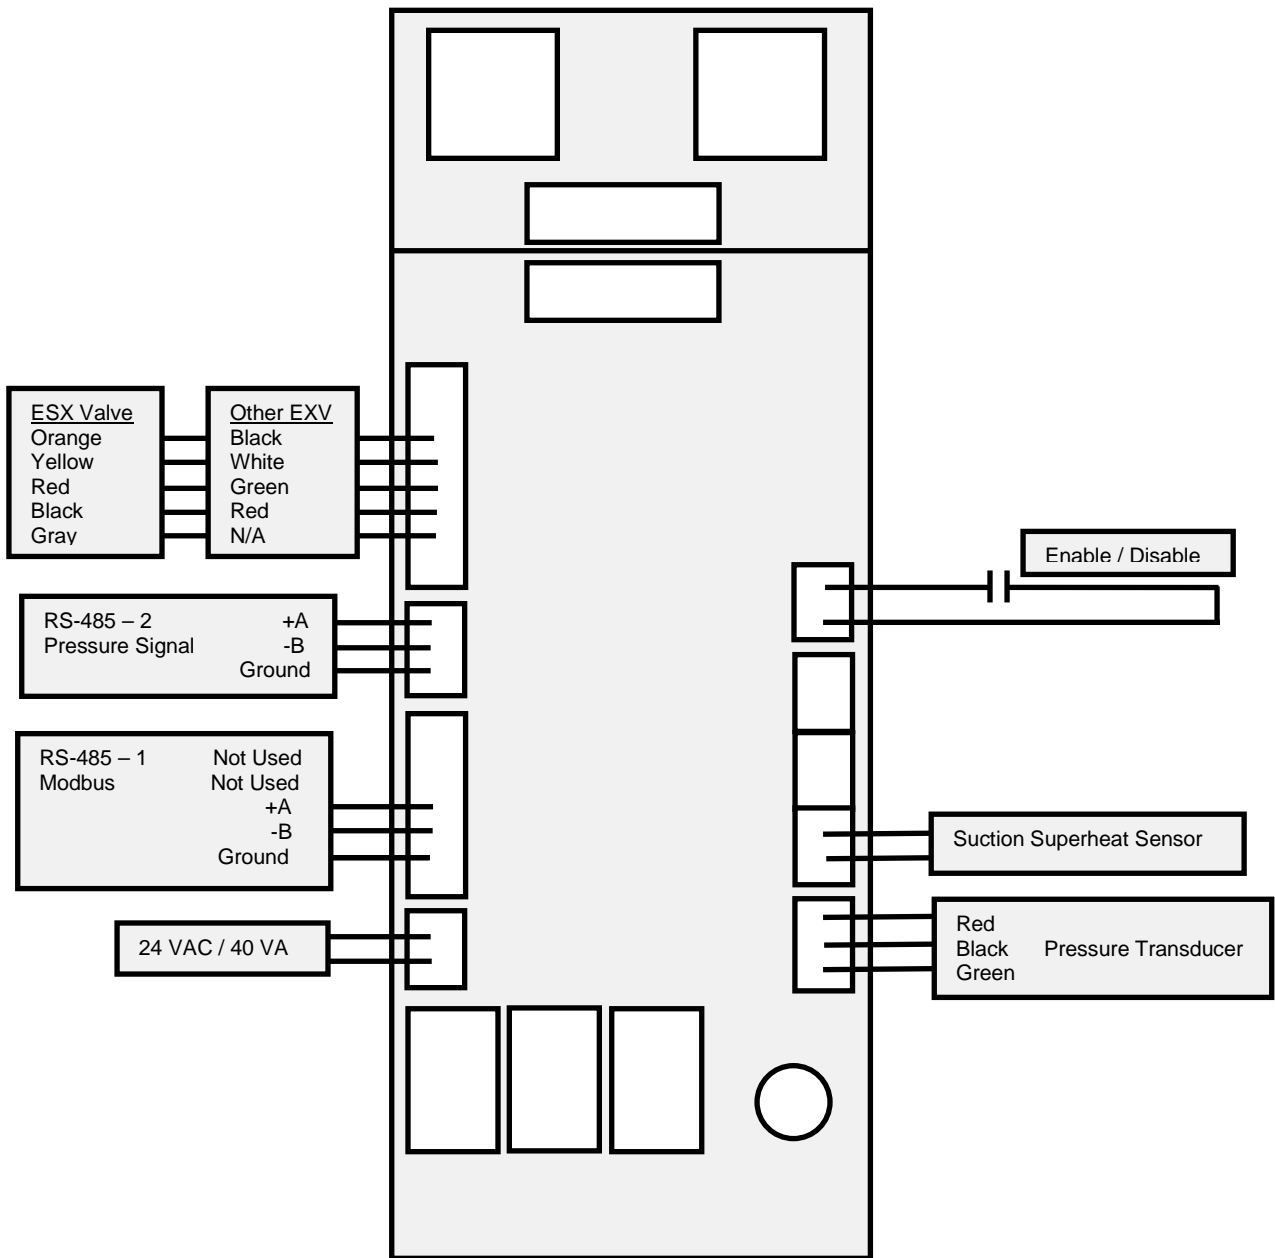 ESX Valve
Orange
Yellow
Red
Black
Gray
Other EXV
Black
White
Green
Red
N/A
Enable / Disable
RS-485 – 2 +A
Pressure Signal -B
Ground
RS-485 – 1 Not Used
Modbus Not Used
+A
-B
Ground
Suction Superheat Sensor
24 VAC / 40 VA
Red
Black Pressure Transducer
Green